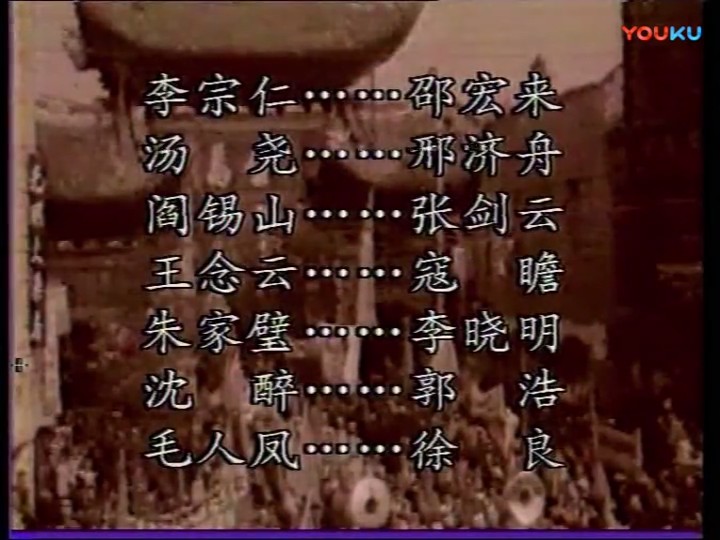 YOUKU
李宗仁……邵宏来
汤尧……邢济舟
阎锡山……张剑云
王念云……寇瞻
朱家璧……李晓明
沈醉……郭浩
毛人凤……徐良